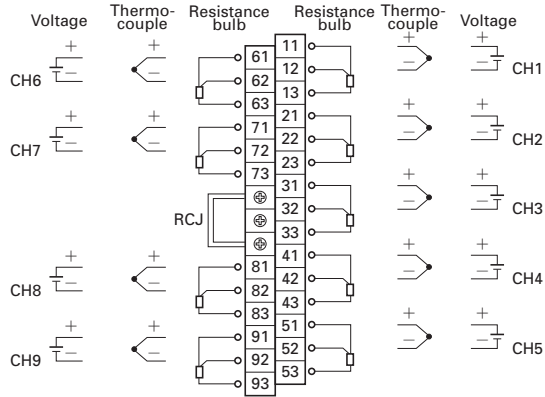 Voltage Thermo-couple Resistance bulb Resistance bulb Thermo-couple Voltage
+ + 61 11 + +
CH6 − − 62 12 − − CH1
63 13
+ + 71 21 + +
CH7 − − 72 22 − − CH2
73 23
31 + +
RCJ 32 − − CH3
33
+ + 81 41 + +
CH8 − − 82 42 − − CH4
83 43
+ + 91 51 + +
CH9 − − 92 52 − − CH5
93 53